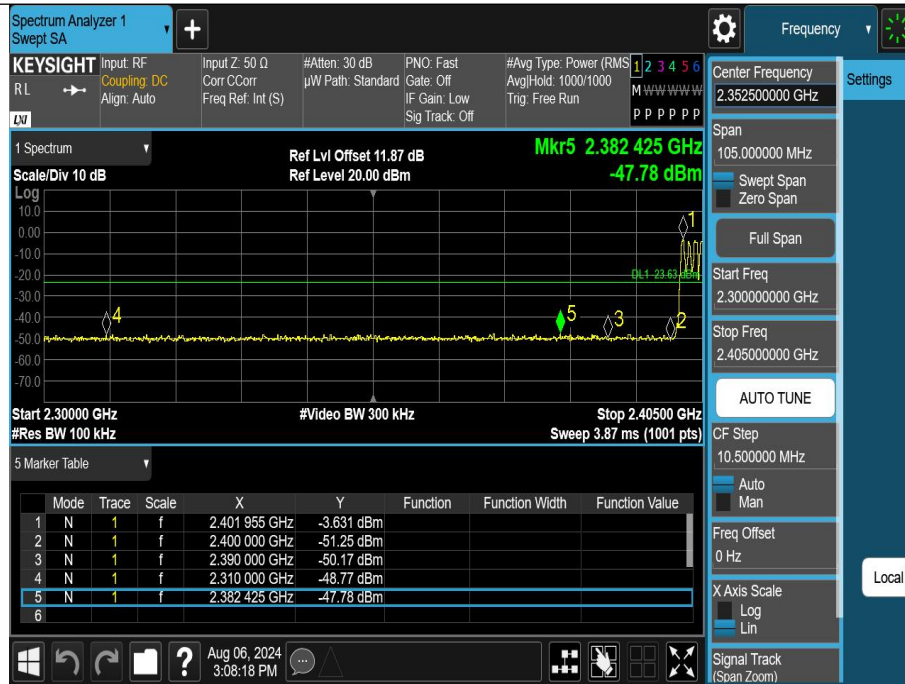 Spectrum Analyzer 1
Swept SA
+
Frequency
KEYSIGHT
RL
LXI
Input: RF
Coupling: DC
Align: Auto
Input Z: 50 Ω
Corr CCorr
Freq Ref: Int (S)
#Atten: 30 dB
µW Path: Standard
PNO: Fast
Gate: Off
IF Gain: Low
Sig Track: Off
#Avg Type: Power (RMS
Avg|Hold: 1000/1000
Trig: Free Run
1 2 3 4 5 6
M W W W W W
P P P P P P
1 Spectrum
Scale/Div 10 dB
Ref Lvl Offset 11.87 dB
Ref Level 20.00 dBm
Mkr5 2.382 425 GHz
-47.78 dBm
Log
10.0
0.00
-10.0
-20.0
-30.0
-40.0
-50.0
-60.0
-70.0
1
DL1 -23.63 dBm
4
5
3
2
Start 2.30000 GHz
#Video BW 300 kHz
Stop 2.40500 GHz
#Res BW 100 kHz
Sweep 3.87 ms (1001 pts)
5 Marker Table
Mode Trace Scale X Y Function Function Width Function Value
1 N 1 f 2.401 955 GHz -3.631 dBm
2 N 1 f 2.400 000 GHz -51.25 dBm
3 N 1 f 2.390 000 GHz -50.17 dBm
4 N 1 f 2.310 000 GHz -48.77 dBm
5 N 1 f 2.382 425 GHz -47.78 dBm
6
?
Aug 06, 2024
3:08:18 PM
Center Frequency
2.352500000 GHz
Span
105.000000 MHz
Swept Span
Zero Span
Full Span
Start Freq
2.300000000 GHz
Stop Freq
2.405000000 GHz
AUTO TUNE
CF Step
10.500000 MHz
Auto
Man
Freq Offset
0 Hz
X Axis Scale
Log
Lin
Signal Track
(Span Zoom)
Settings
Local